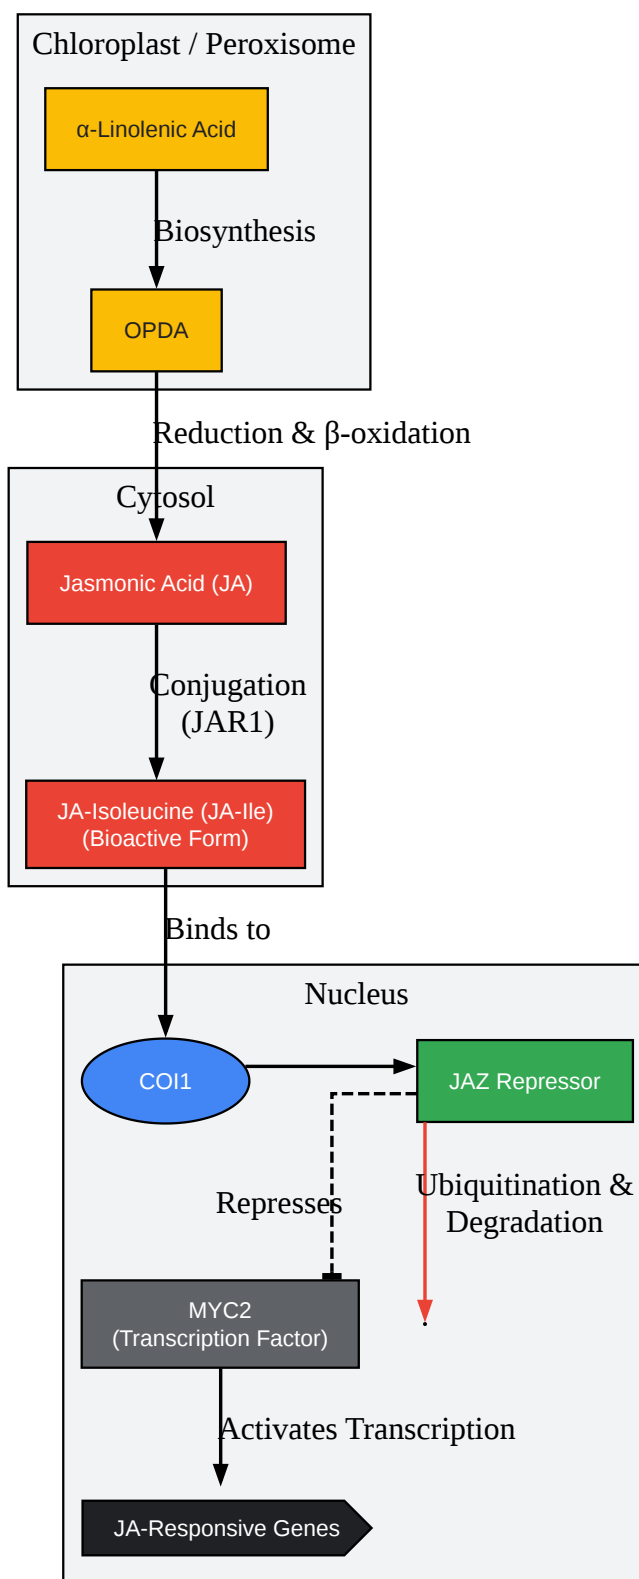 Chloroplast / Peroxisome
α-Linolenic Acid
Biosynthesis
OPDA
Reduction & β-oxidation
Cytosol
Jasmonic Acid (JA)
Conjugation
(JAR1)
JA-Isoleucine (JA-Ile)
(Bioactive Form)
Binds to
Nucleus
COI1
JAZ Repressor
Represses
Ubiquitination &
Degradation
MYC2
(Transcription Factor)
Activates Transcription
JA-Responsive Genes